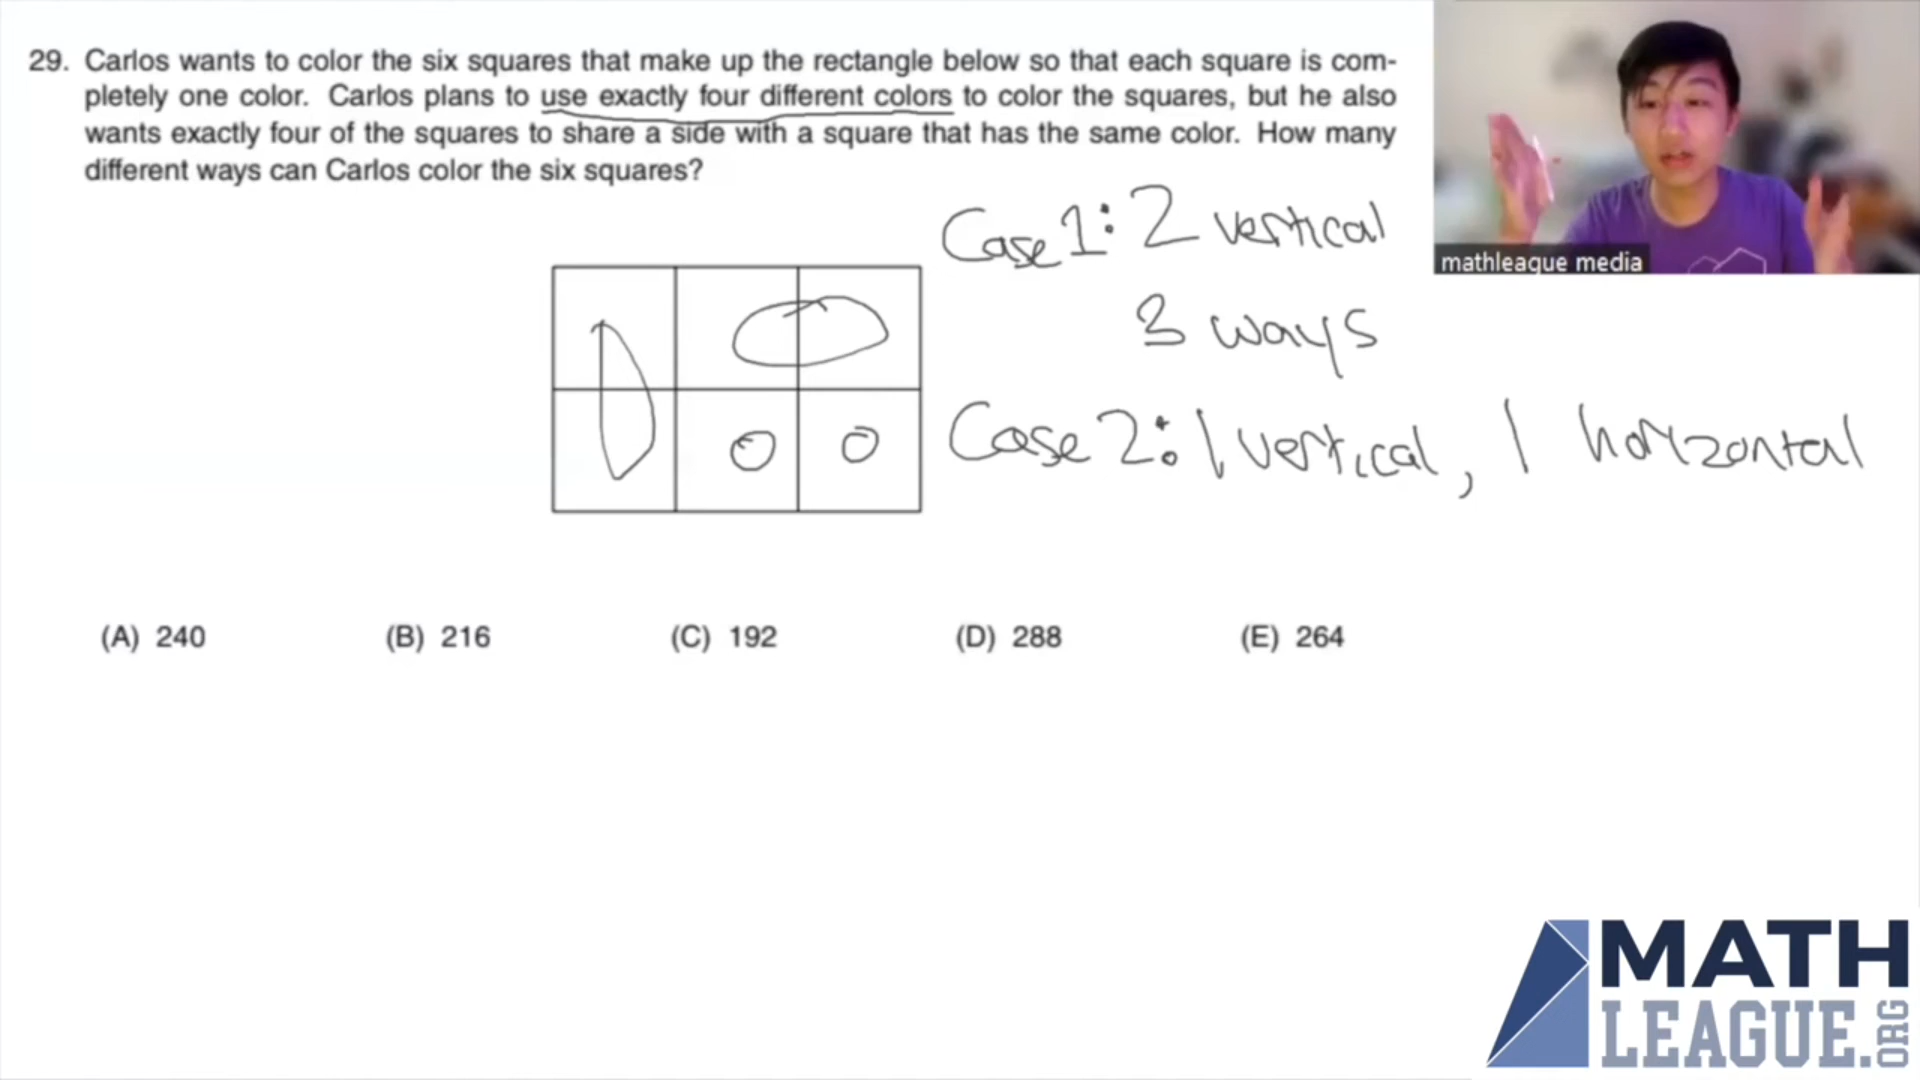 29. Carlos wants to color the six squares that make up the rectangle below so that each square is com-
pletely one color. Carlos plans to use exactly four different colors to color the squares, but he also
wants exactly four of the squares to share a side with a square that has the same color. How many
different ways can Carlos color the six squares?
mathleague media
Case 1: 2 vertical
3 ways
Case 2: 1 vertical, 1 horizontal
(A) 240 (B) 216 (C) 192 (D) 288 (E) 264
MATH
LEAGUE.ORG